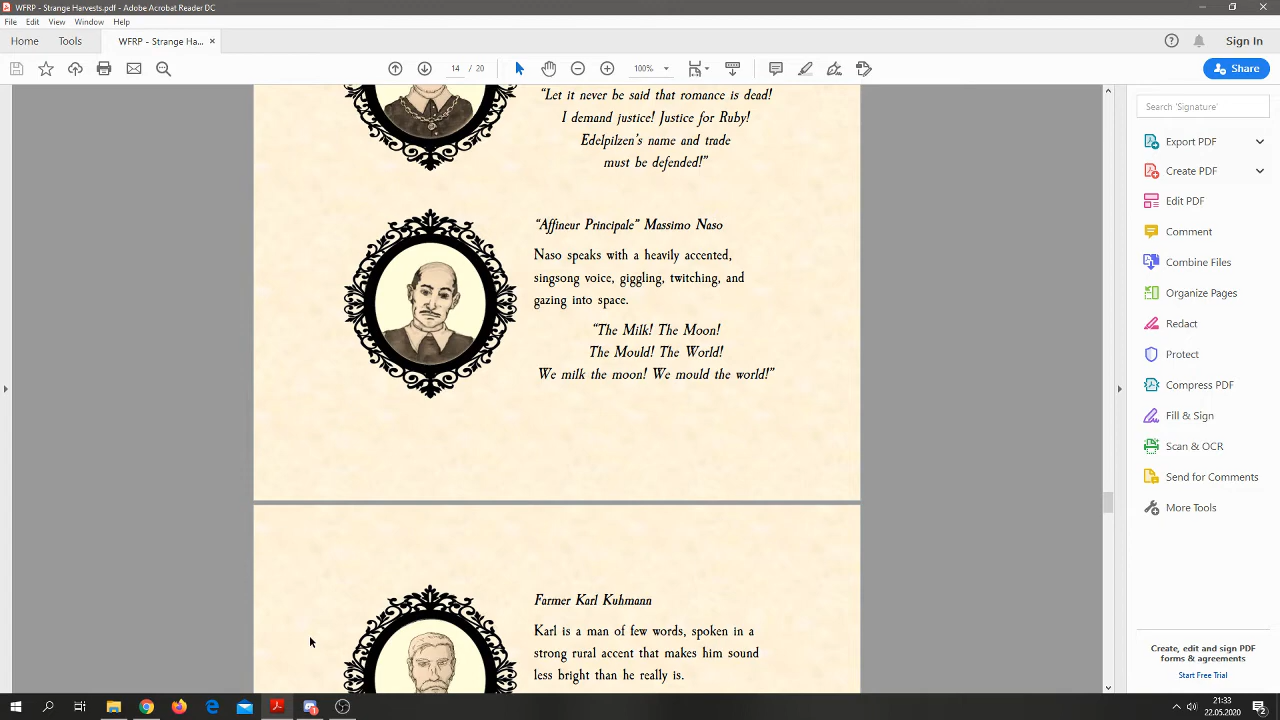 WFRP - Strange Harvests.pdf - Adobe Acrobat Reader DC
File Edit View Window Help
Home Tools WFRP - Strange Ha... × Sign In
14 / 20 100% Share
“Let it never be said that romance is dead!
I demand justice! Justice for Ruby!
Edelpilzen’s name and trade
must be defended!”
“Affineur Principale” Massimo Naso
Naso speaks with a heavily accented,
singsong voice, giggling, twitching, and
gazing into space.
“The Milk! The Moon!
The Mould! The World!
We milk the moon! We mould the world!”
Farmer Karl Kuhmann
Karl is a man of few words, spoken in a
strong rural accent that makes him sound
less bright than he really is.
Search 'Signature'
Export PDF
Create PDF
Edit PDF
Comment
Combine Files
Organize Pages
Redact
Protect
Compress PDF
Fill & Sign
Scan & OCR
Send for Comments
More Tools
Create, edit and sign PDF
forms & agreements
Start Free Trial
21:33
22.05.2020
2